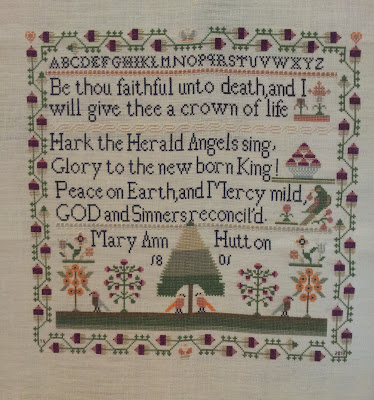 ABCDEFGHIKLMNOPQRSTUVWXYZ
Be thou faithful unto death, and I
will give thee a crown of life
Hark the Herald Angels sing,
Glory to the new born King!
Peace on Earth, and Mercy mild,
GOD and Sinners reconcil'd.
Mary Ann Hutton
18 01